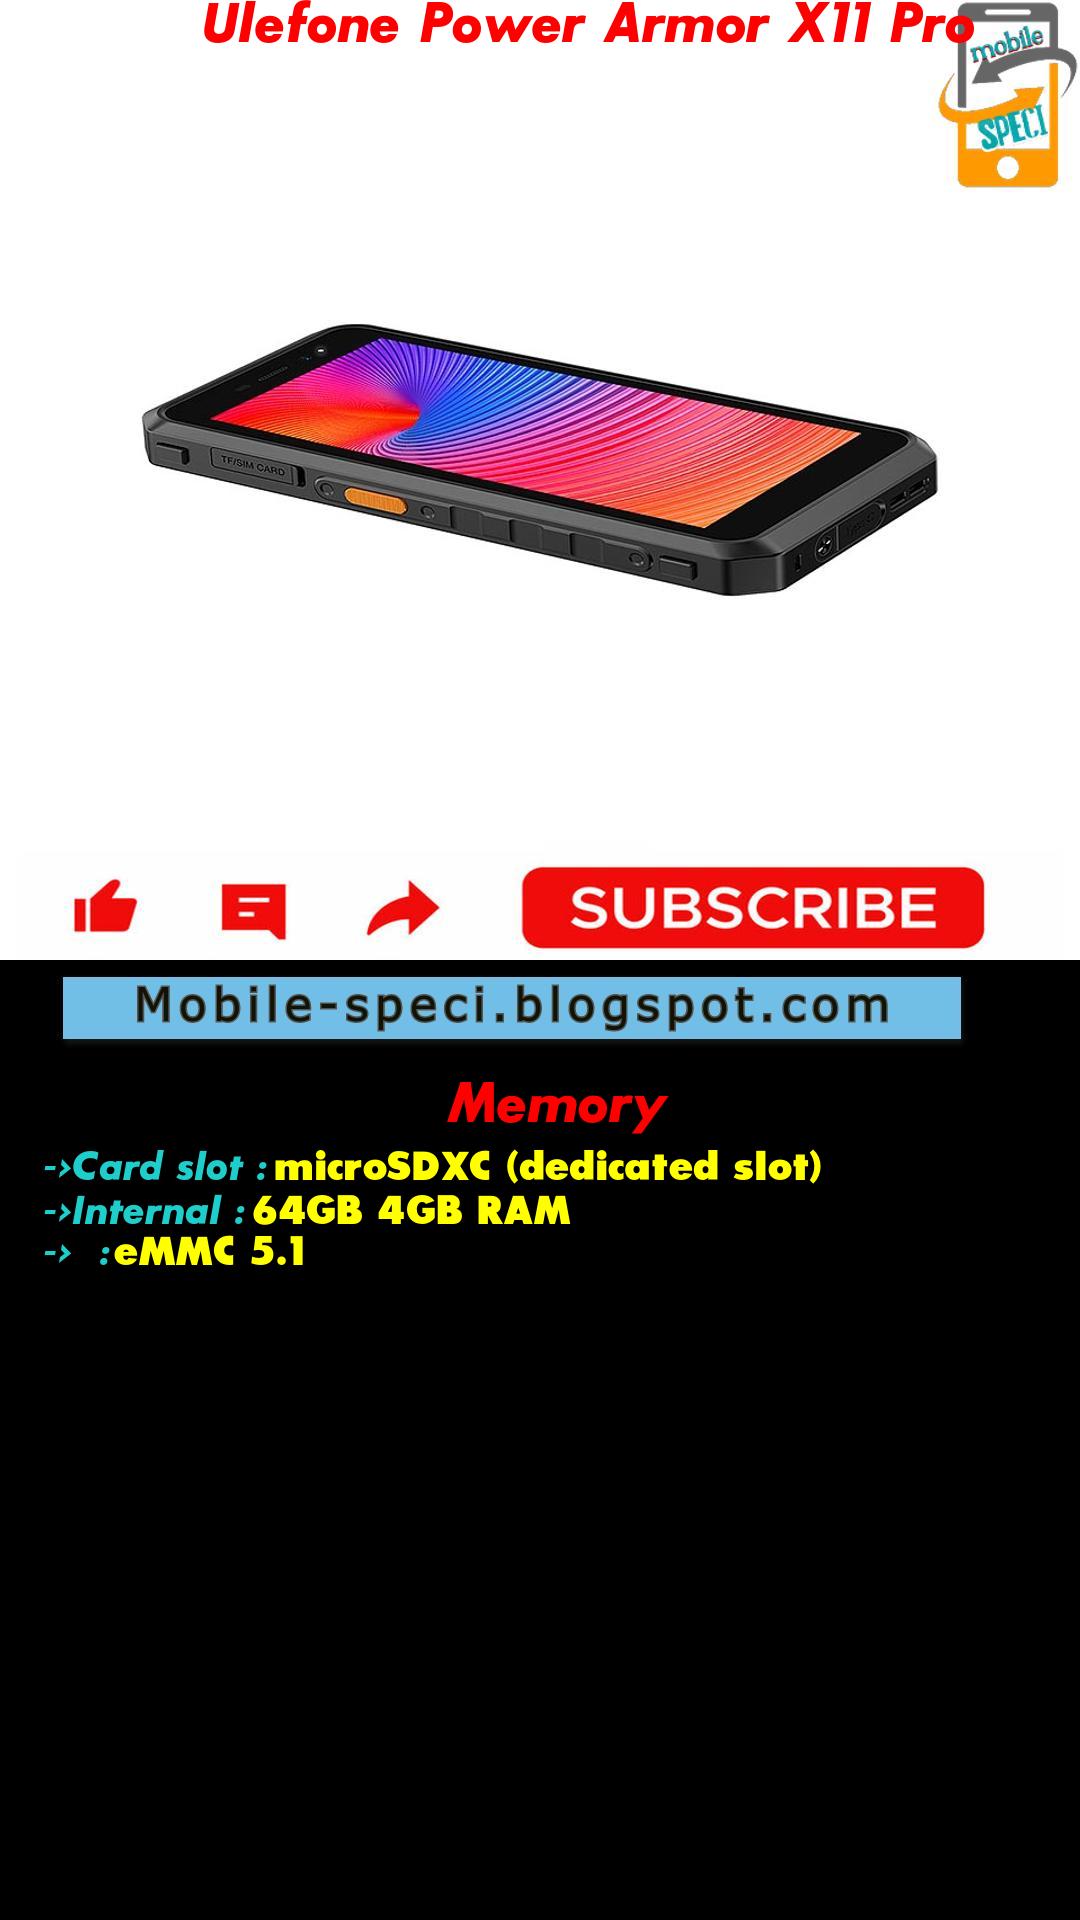 Ulefone Power Armor X11 Pro
mobile
SPECI
TF/SIM CARD
SUBSCRIBE
Mobile-speci.blogspot.com
Memory
->Card slot : microSDXC (dedicated slot)
->Internal : 64GB 4GB RAM
-> : eMMC 5.1